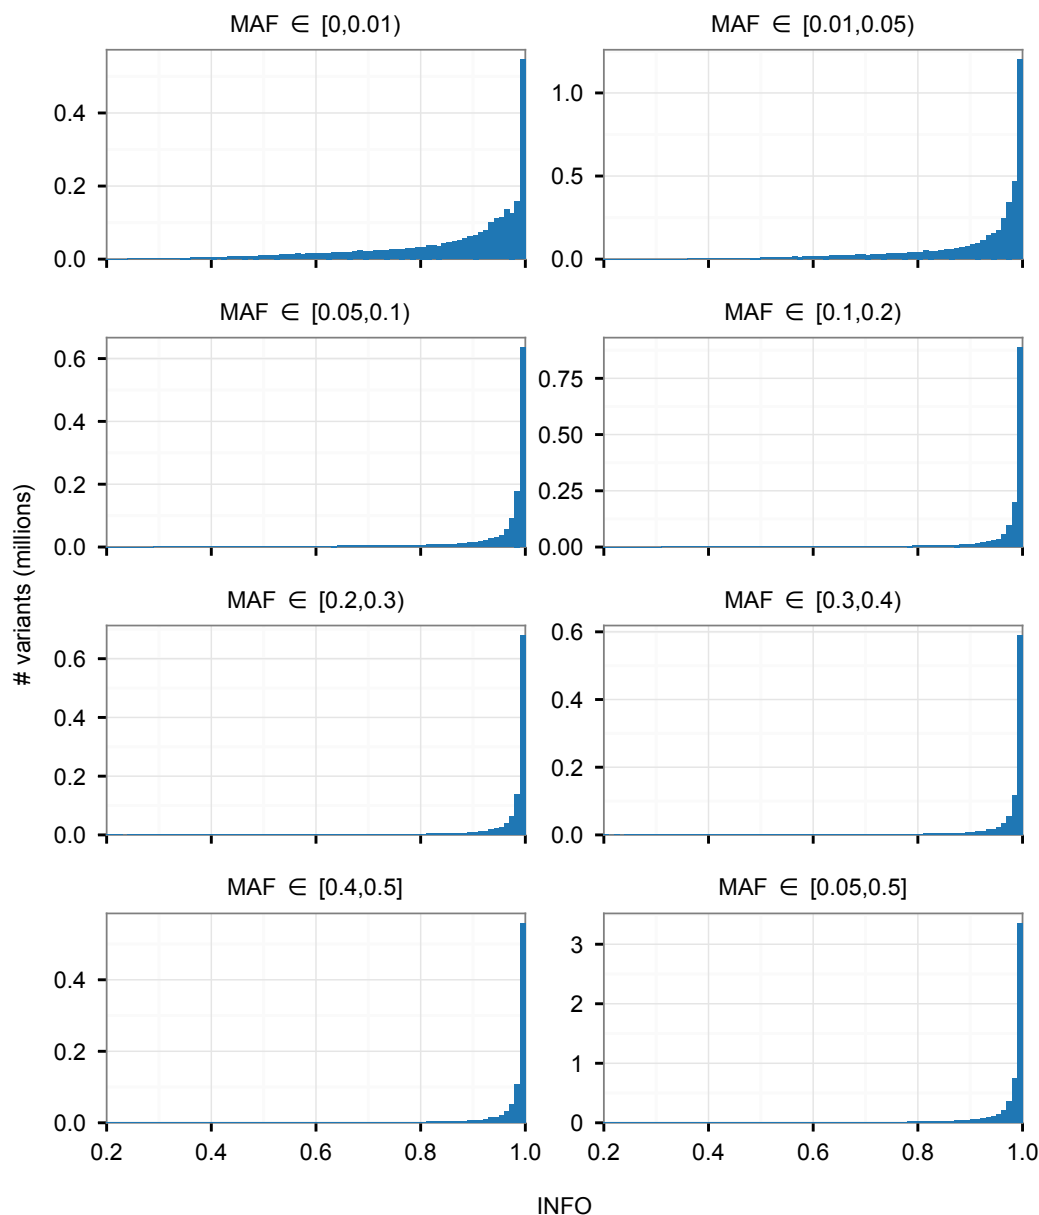 MAF ∈ [0,0.01)
MAF ∈ [0.01,0.05)
0.4
0.2
0.0
1.0
0.5
0.0
MAF ∈ [0.05,0.1)
MAF ∈ [0.1,0.2)
0.6
0.4
0.2
0.0
0.75
0.50
0.25
0.00
# variants (millions)
MAF ∈ [0.2,0.3)
MAF ∈ [0.3,0.4)
0.6
0.4
0.2
0.0
0.6
0.4
0.2
0.0
MAF ∈ [0.4,0.5]
MAF ∈ [0.05,0.5]
0.4
0.2
0.0
3
2
1
0
0.2 0.4 0.6 0.8 1.0
0.2 0.4 0.6 0.8 1.0
INFO